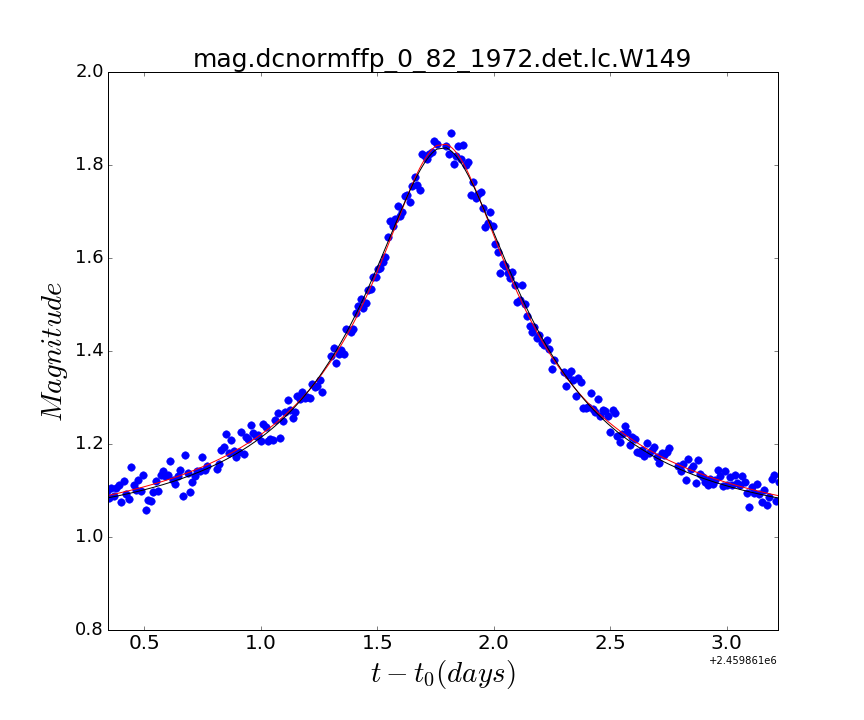 mag.dcnormffp_0_82_1972.det.lc.W149
2.0
1.8
1.6
1.4
1.2
1.0
0.8
Magnitude
0.5 1.0 1.5 2.0 2.5 3.0
+2.459861e6
t − t₀(days)